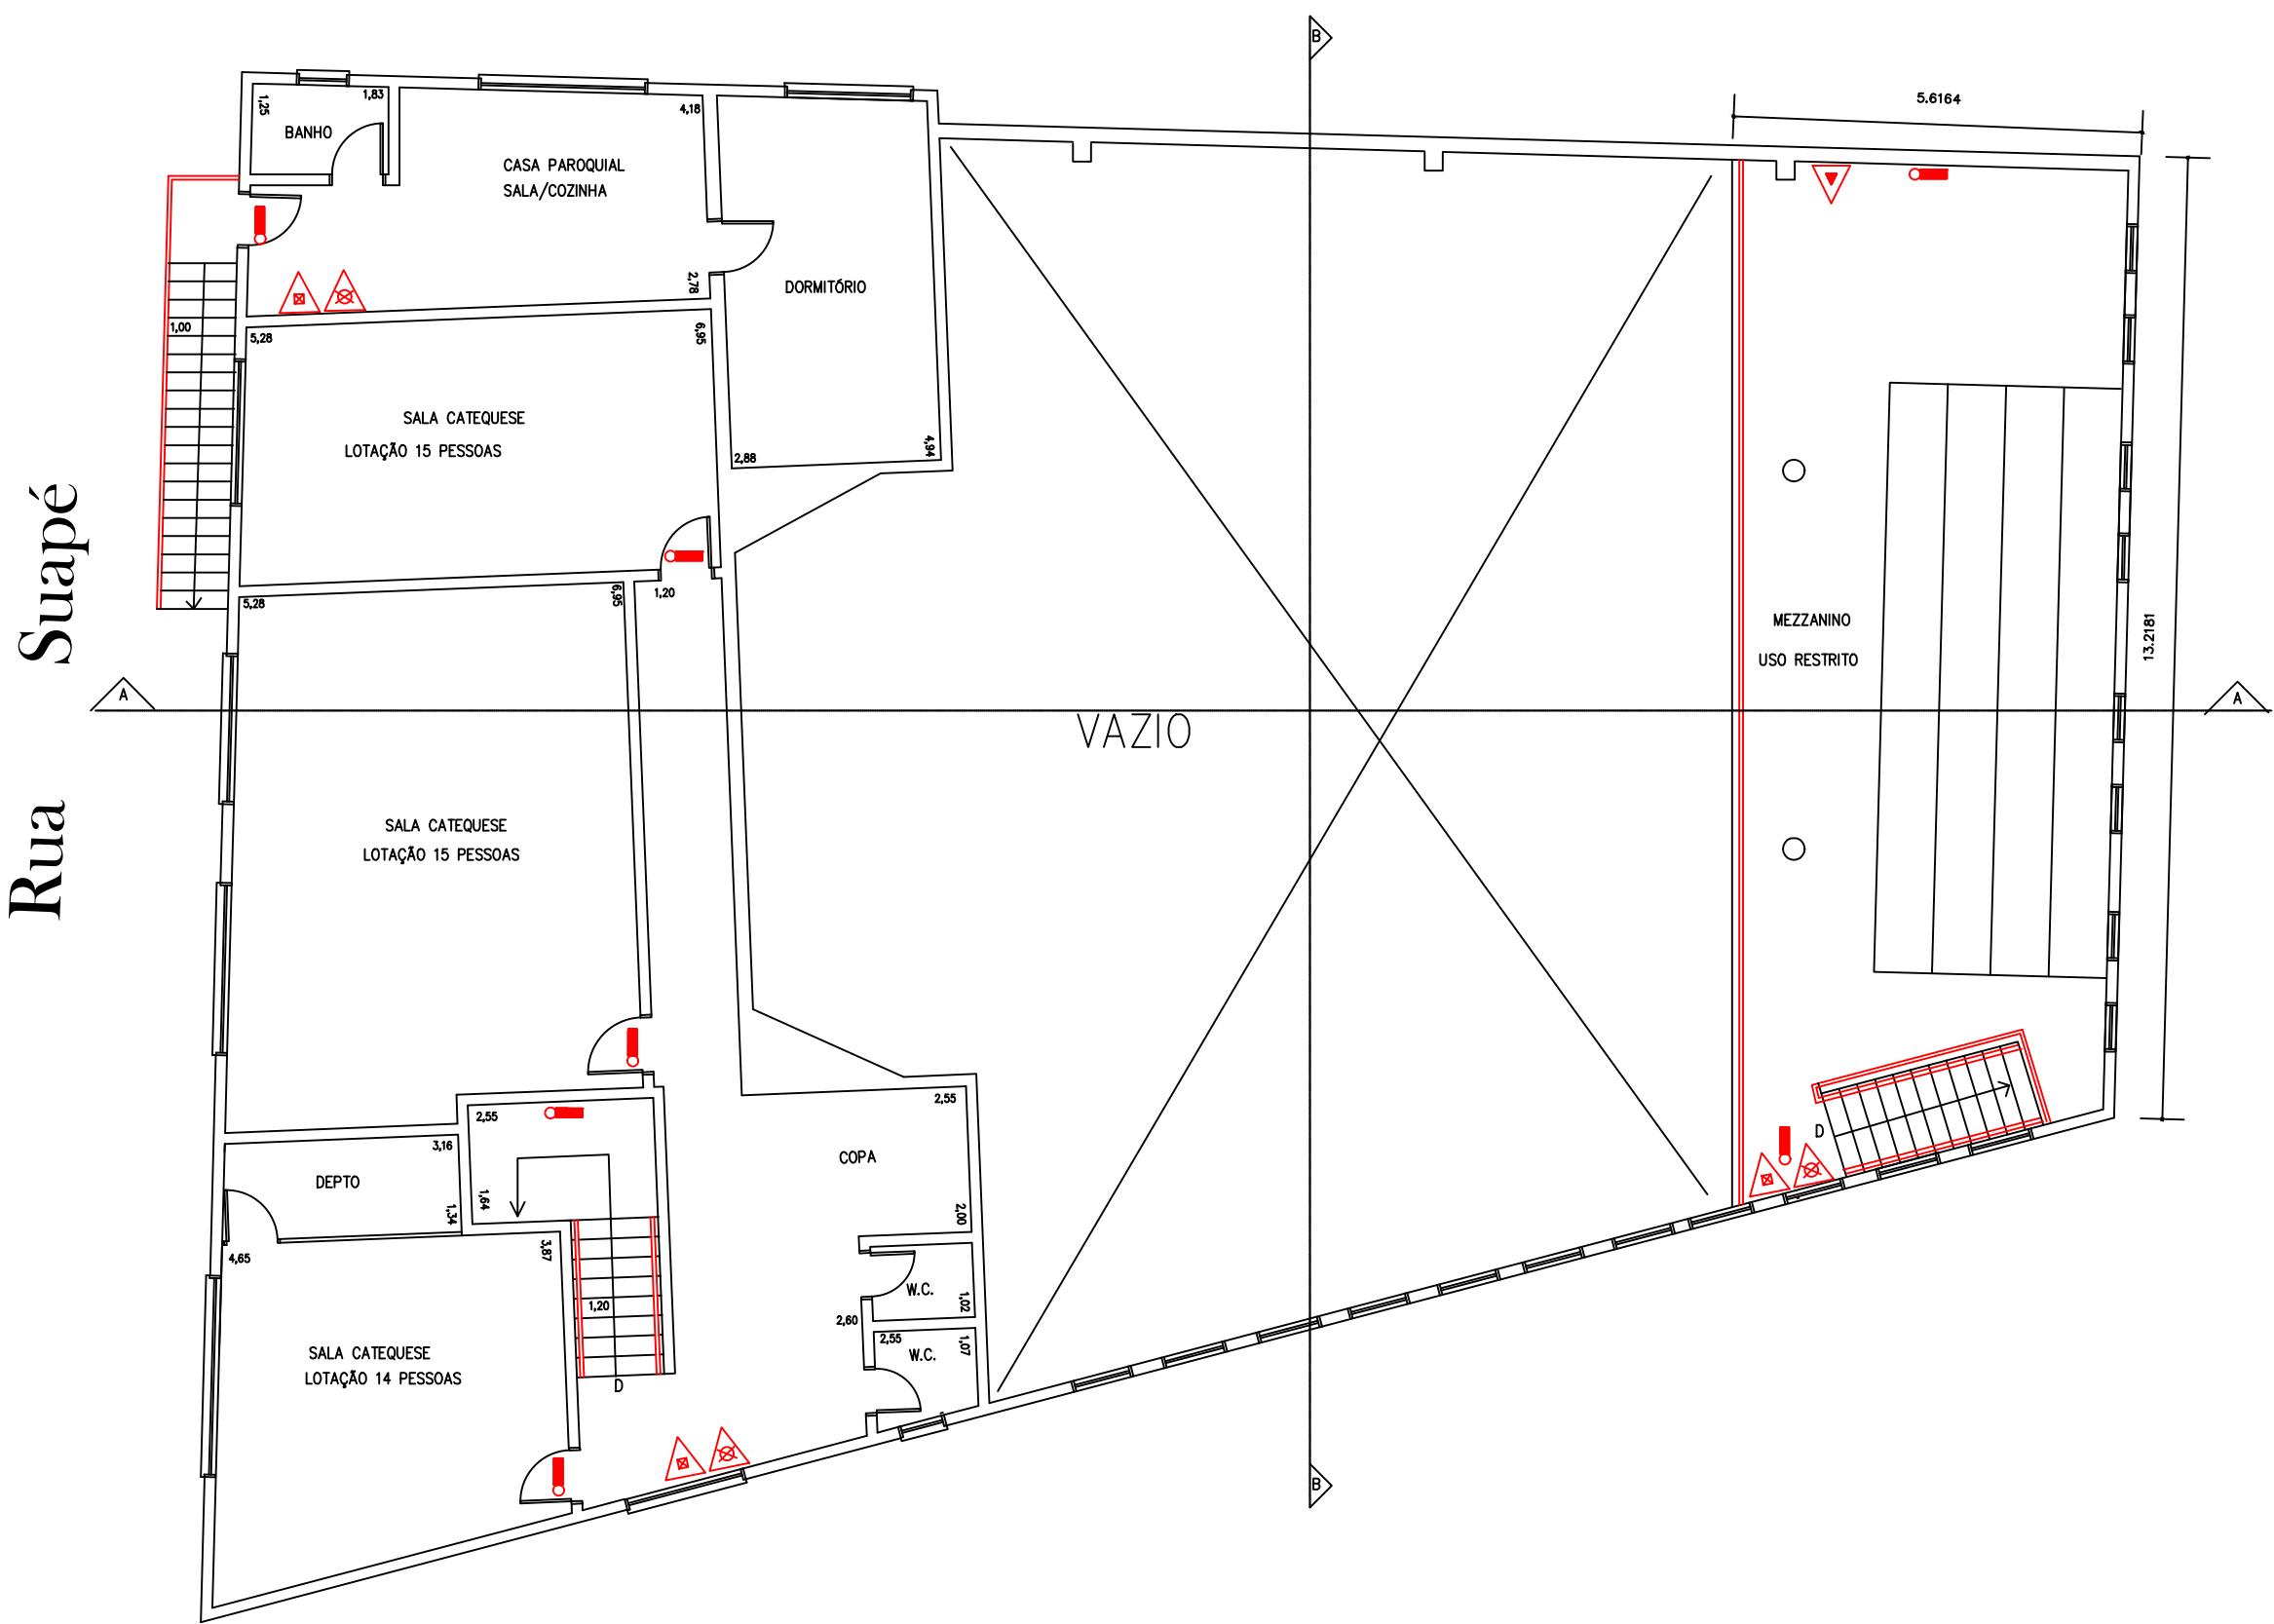 B
5.6164
1,25
1,83
BANHO
4,18
CASA PAROQUIAL
SALA/COZINHA
2,78
DORMITÓRIO
1,00
5,28
6,95
SALA CATEQUESE
LOTAÇÃO 15 PESSOAS
2,88
4,94
5,28
6,95
1,20
MEZZANINO
USO RESTRITO
13.2181
Rua Suapé
A
A
VAZIO
SALA CATEQUESE
LOTAÇÃO 15 PESSOAS
2,55
2,55
3,16
DEPTO
1,34
1,64
COPA
2,00
D
4,65
3,87
1,20
W.C.
1,02
2,60
2,55
1,07
W.C.
SALA CATEQUESE
LOTAÇÃO 14 PESSOAS
D
B